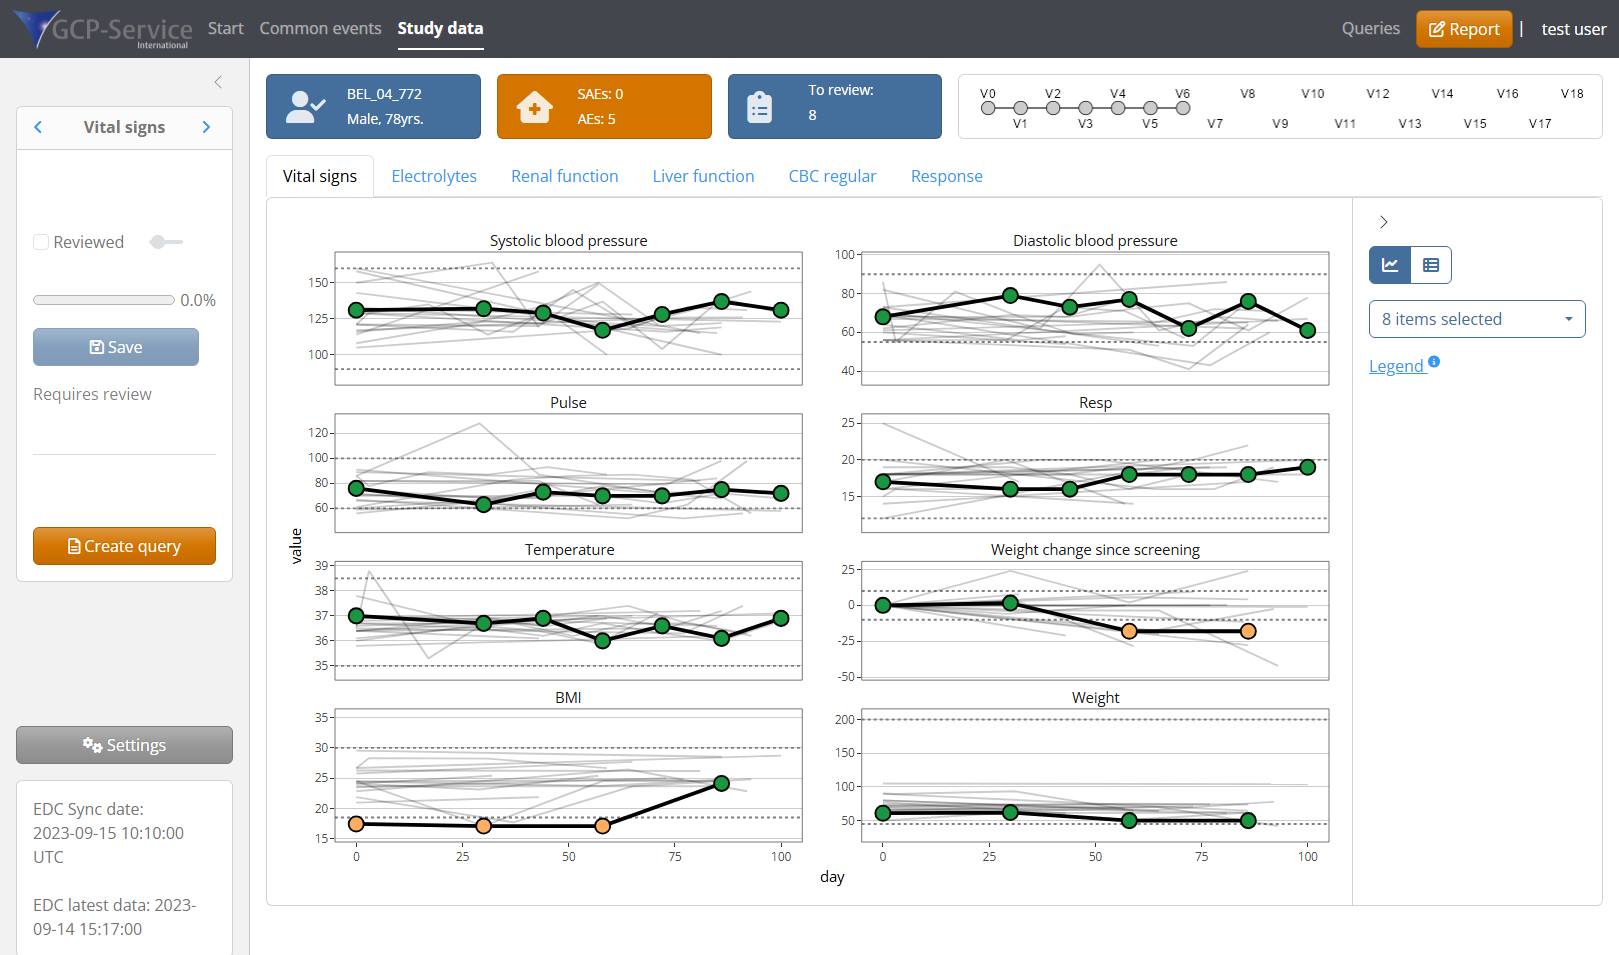 GCP-Service
International
Start
Common events
Study data
Queries
Report
|
test user
Vital signs
Reviewed
0.0%
Save
Requires review
Create query
Settings
EDC Sync date:
2023-09-15 10:10:00
UTC
EDC latest data: 2023-
09-14 15:17:00
BEL_04_772
Male, 78yrs.
SAEs: 0
AEs: 5
To review:
8
V0 V2 V4 V6 V8 V10 V12 V14 V16 V18
V1 V3 V5 V7 V9 V11 V13 V15 V17
Vital signs
Electrolytes
Renal function
Liver function
CBC regular
Response
Systolic blood pressure
150
125
100
Diastolic blood pressure
100
80
60
40
Pulse
120
100
80
60
Resp
25
20
15
value
Temperature
39
38
37
36
35
Weight change since screening
25
0
-25
-50
BMI
35
30
25
20
15
0 25 50 75 100
Weight
200
150
100
50
0 25 50 75 100
day
8 items selected
Legend